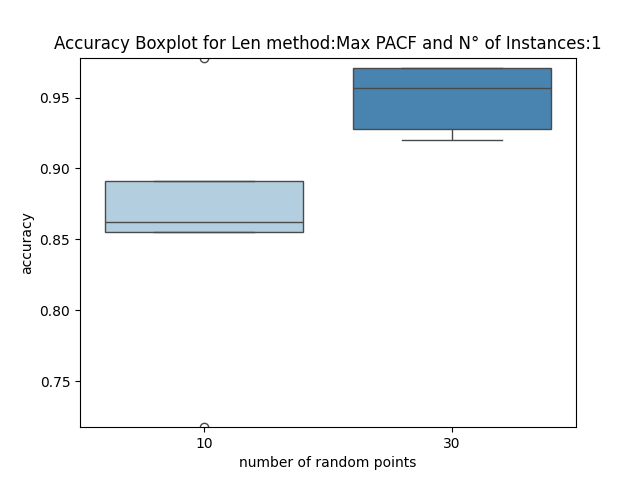 Accuracy Boxplot for Len method:Max PACF and N° of Instances:1
accuracy
0.95
0.90
0.85
0.80
0.75
10 30
number of random points